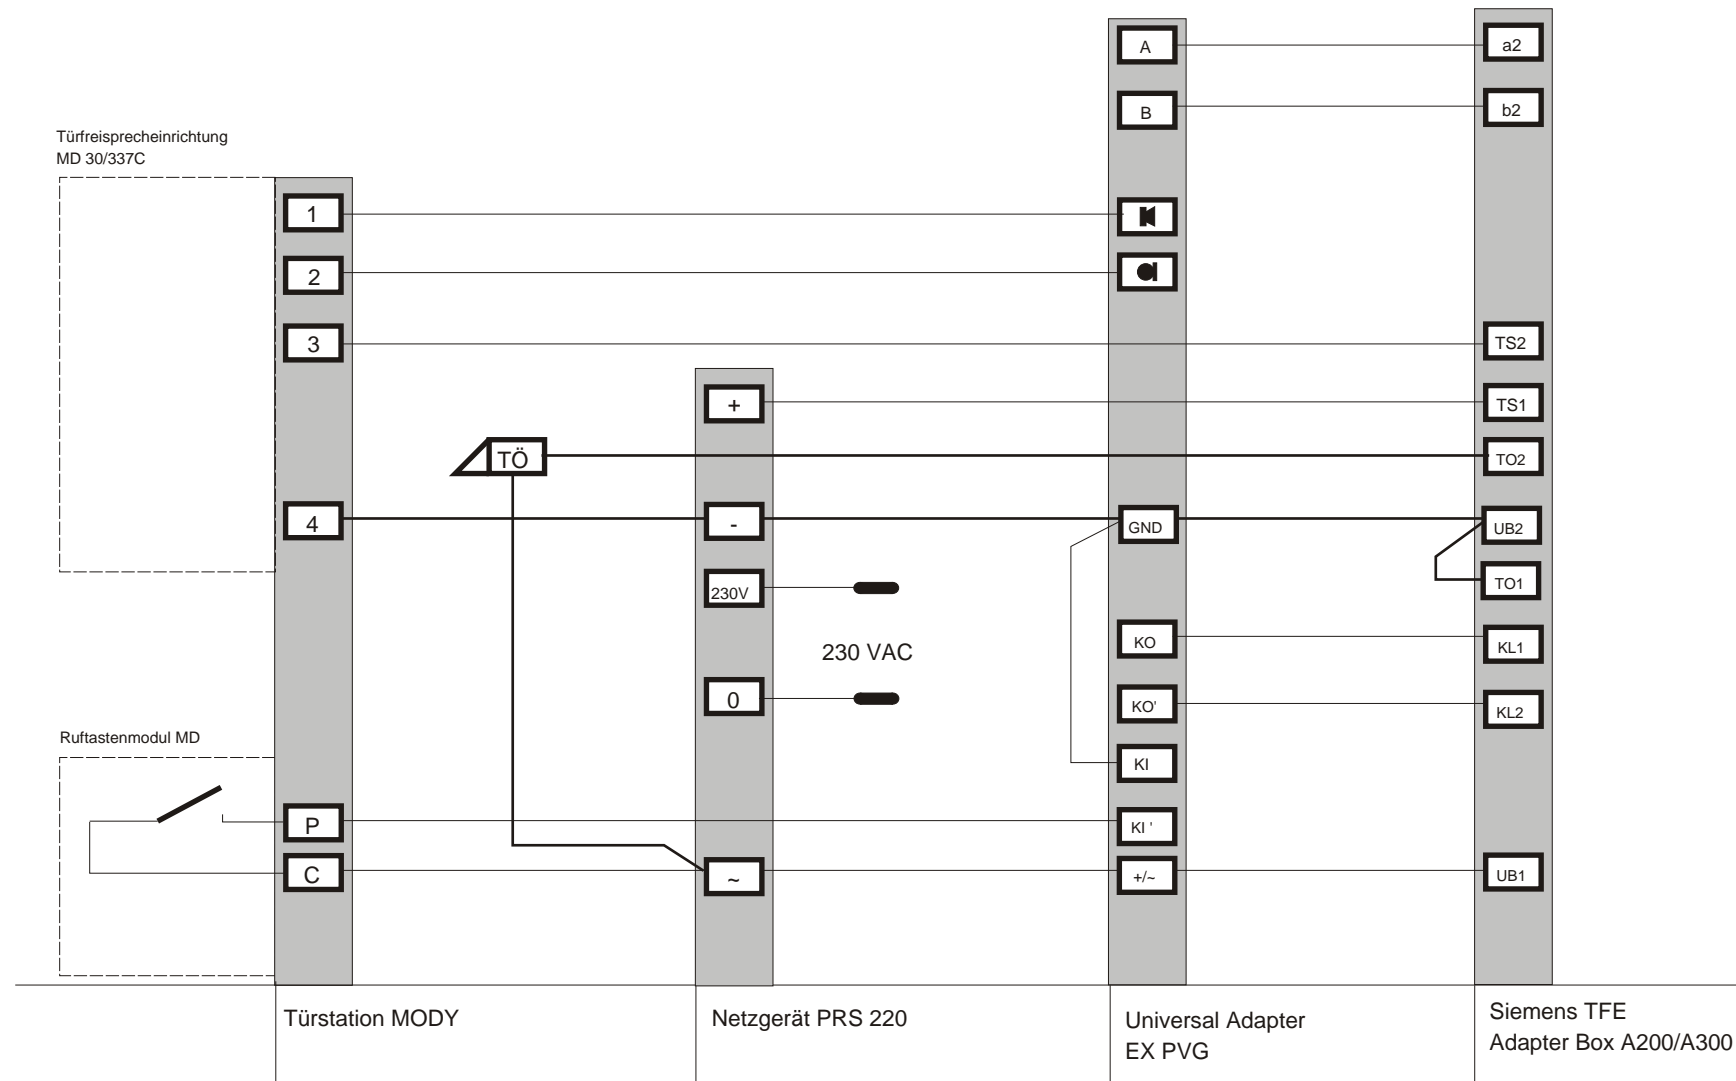 Türfreisprecheinrichtung
MD 30/337C
1
2
3
4
Ruftastenmodul MD
P
C
Türstation MODY
TÖ
+
-
230V
230 VAC
0
~
Netzgerät PRS 220
A
B
GND
KO
KO'
KI
KI '
+/~
Universal Adapter
EX PVG
a2
b2
TS2
TS1
TO2
UB2
TO1
KL1
KL2
UB1
Siemens TFE
Adapter Box A200/A300